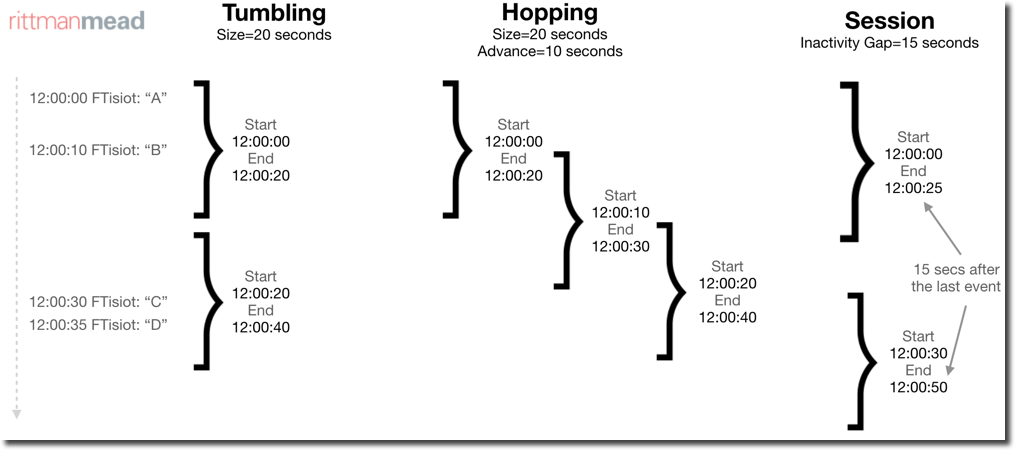 rittmanmead
Tumbling
Size=20 seconds
Hopping
Size=20 seconds
Advance=10 seconds
Session
Inactivity Gap=15 seconds
12:00:00 FTisiot: “A”
12:00:10 FTisiot: “B”
12:00:30 FTisiot: “C”
12:00:35 FTisiot: “D”
Start
12:00:00
End
12:00:20
Start
12:00:20
End
12:00:40
Start
12:00:00
End
12:00:20
Start
12:00:10
End
12:00:30
Start
12:00:20
End
12:00:40
Start
12:00:00
End
12:00:25
15 secs after
the last event
Start
12:00:30
End
12:00:50